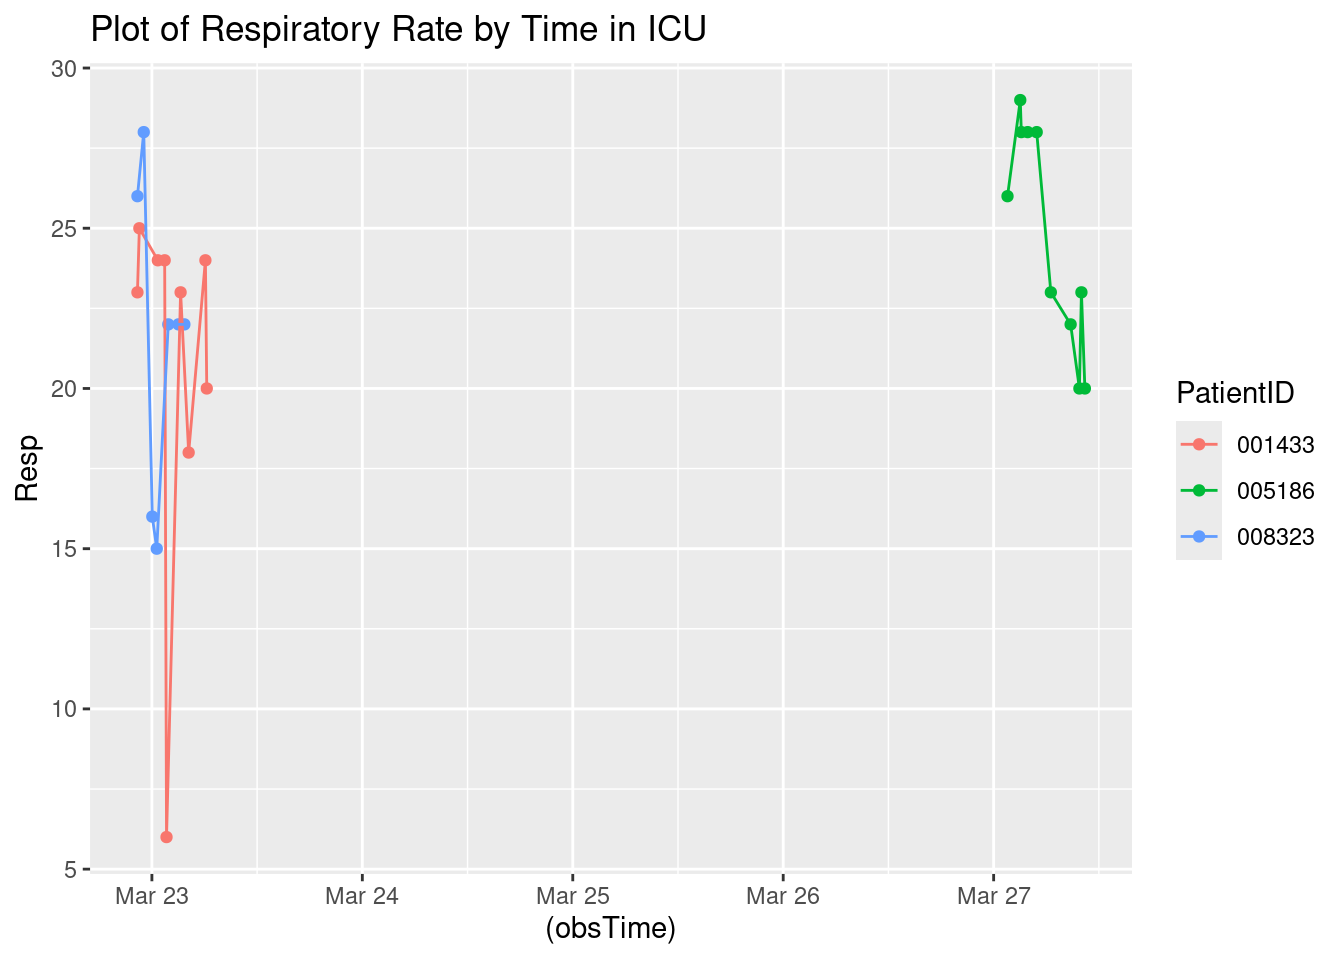 Plot of Respiratory Rate by Time in ICU
30
25
20
15
10
5
Resp
Mar 23
Mar 24
Mar 25
Mar 26
Mar 27
(obsTime)
PatientID
001433
005186
008323